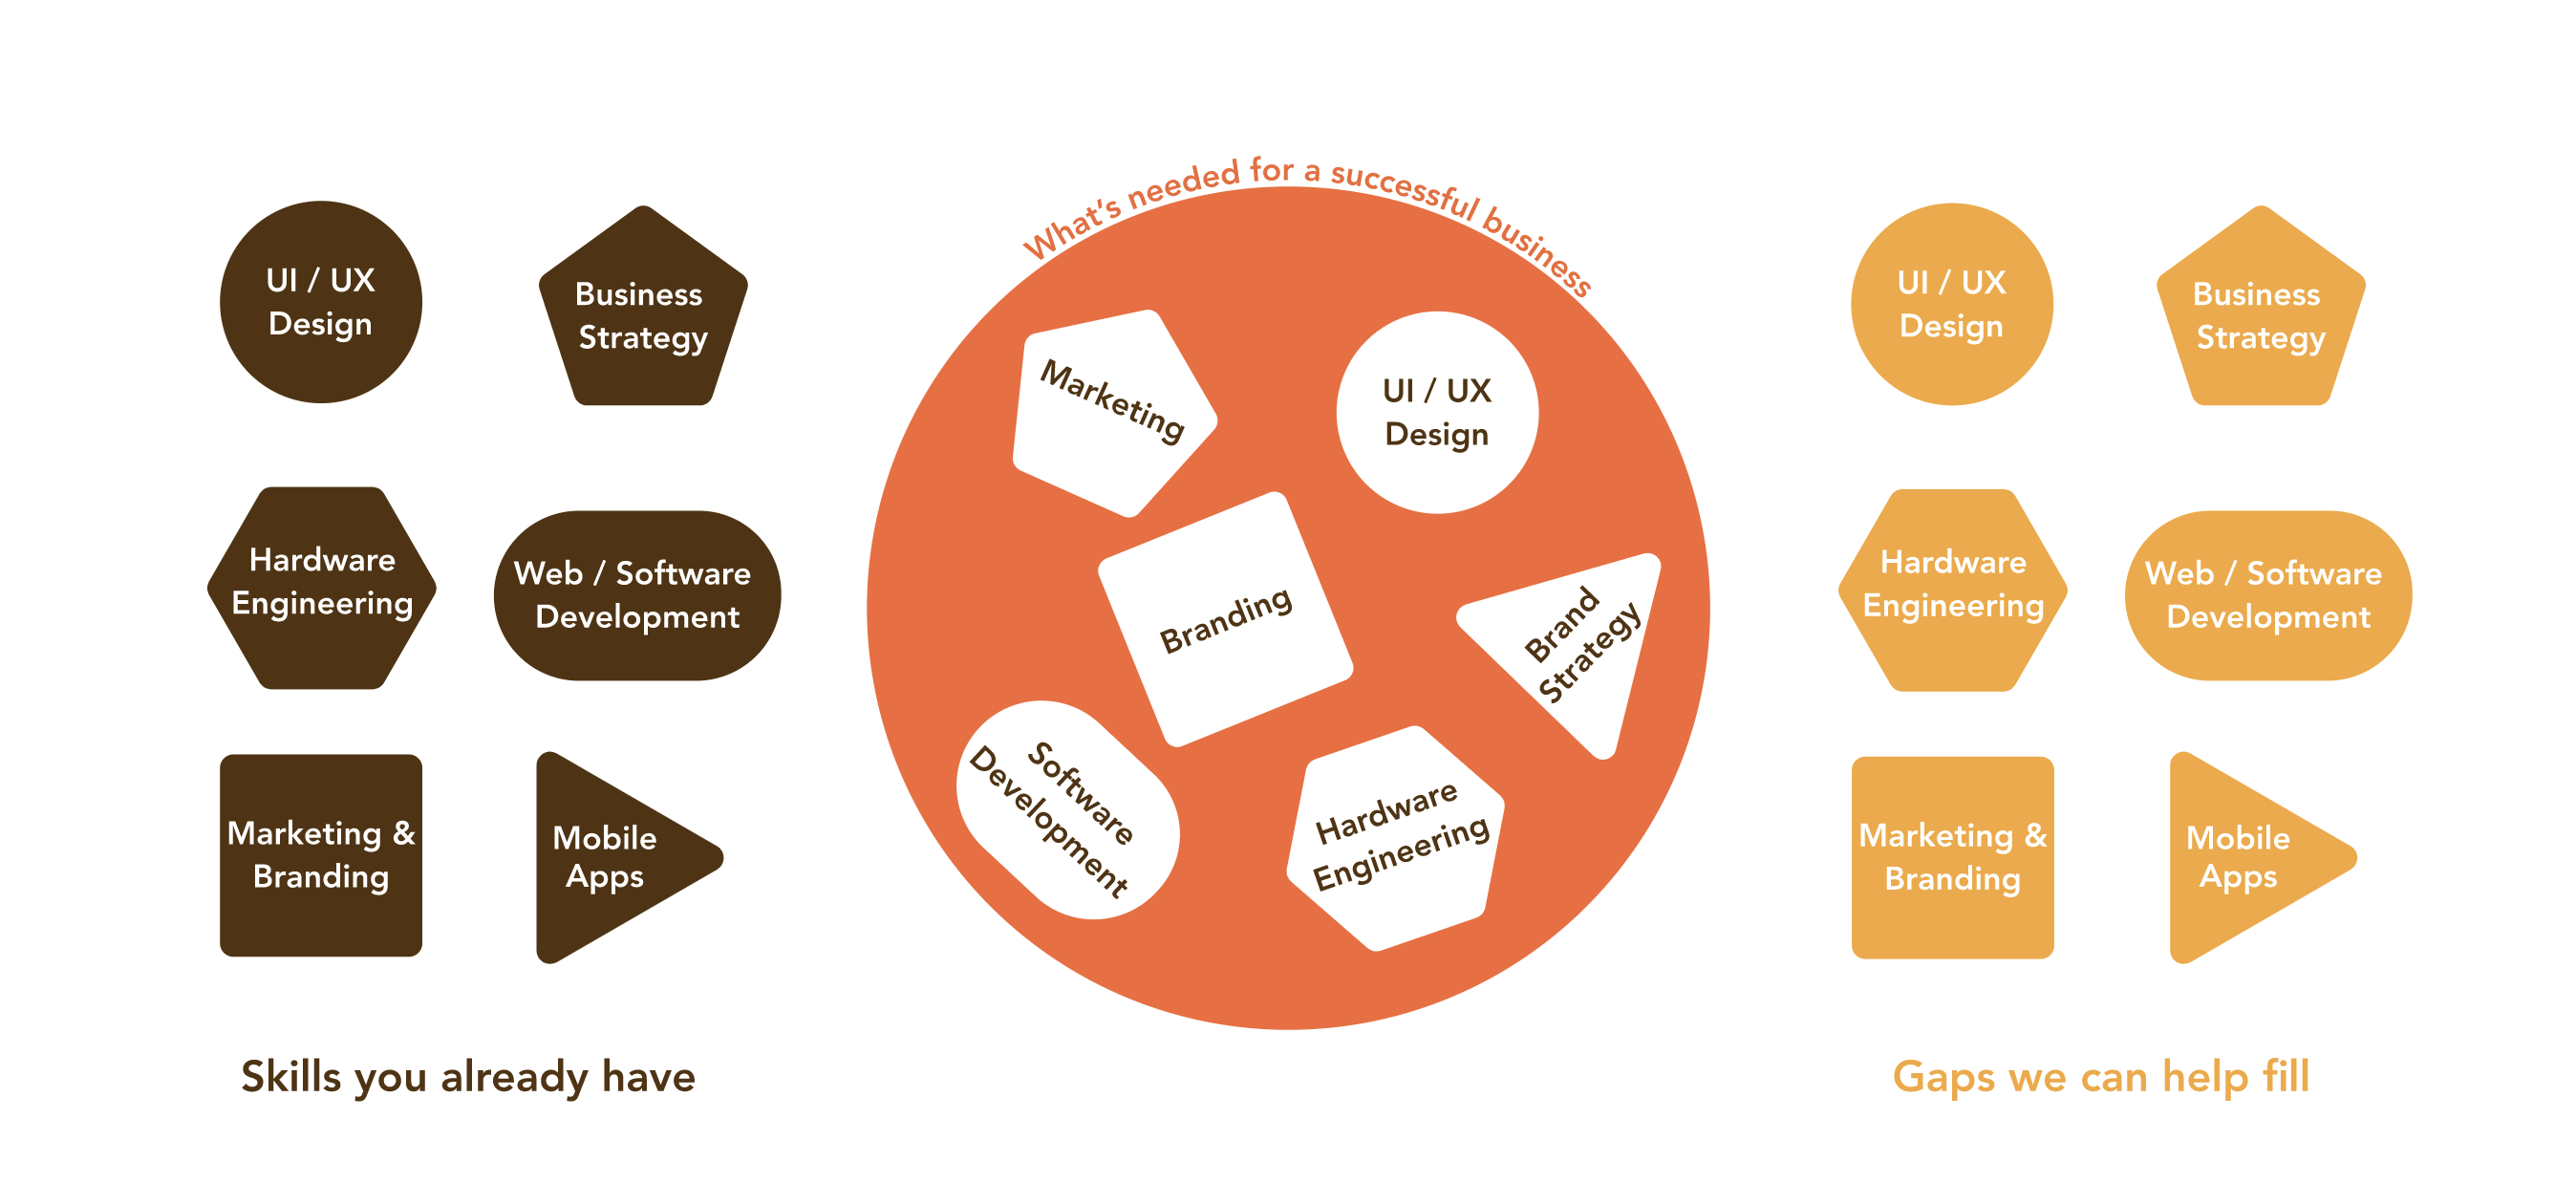 UI / UX
Design
Business
Strategy
Hardware
Engineering
Web / Software
Development
Marketing &
Branding
Mobile
Apps
Skills you already have
What's needed for a successful business
Marketing
UI / UX
Design
Branding
Brand
Strategy
Software
Development
Hardware
Engineering
UI / UX
Design
Business
Strategy
Hardware
Engineering
Web / Software
Development
Marketing &
Branding
Mobile
Apps
Gaps we can help fill